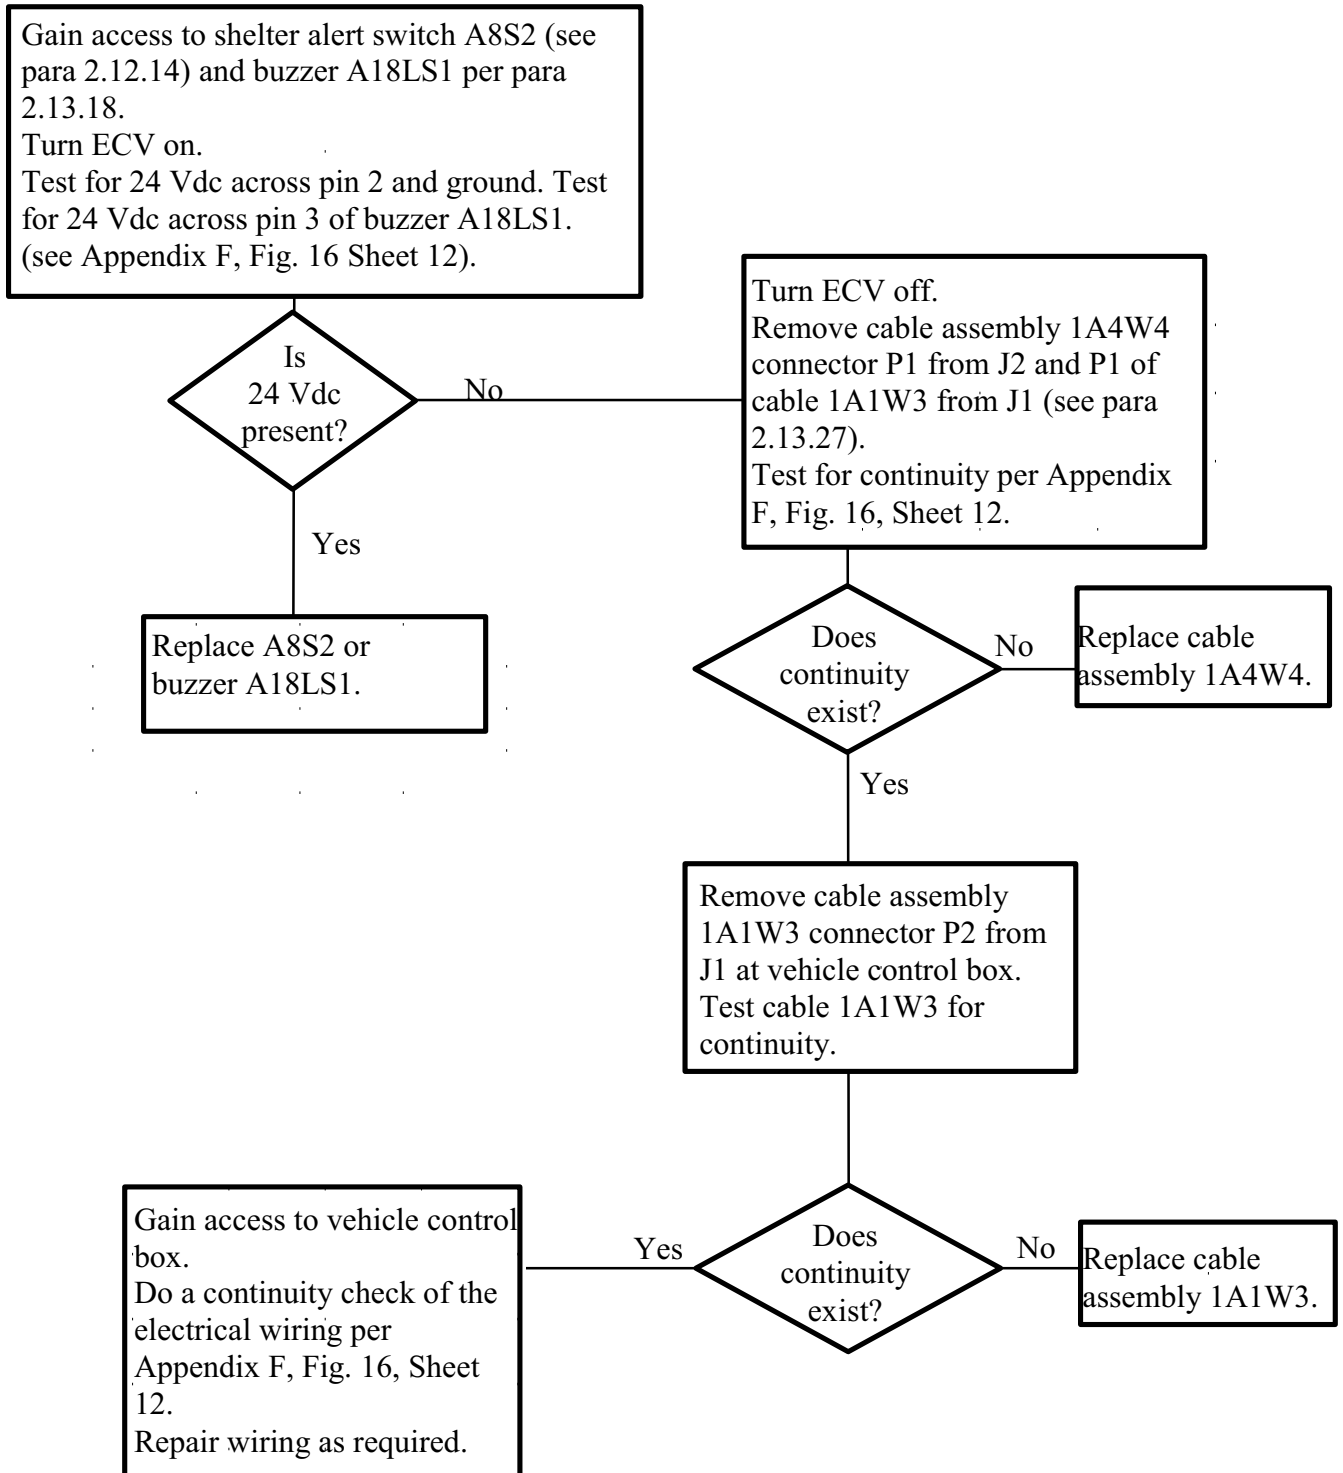 Gain access to shelter alert switch A8S2 (see
para 2.12.14) and buzzer A18LS1 per para
2.13.18.
Turn ECV on.
Test for 24 Vdc across pin 2 and ground. Test
for 24 Vdc across pin 3 of buzzer A18LS1.
(see Appendix F, Fig. 16 Sheet 12).
Is
24 Vdc
present?
No
Yes
Replace A8S2 or
buzzer A18LS1.
Turn ECV off.
Remove cable assembly 1A4W4
connector P1 from J2 and P1 of
cable 1A1W3 from J1 (see para
2.13.27).
Test for continuity per Appendix
F, Fig. 16, Sheet 12.
Does
continuity
exist?
No
Replace cable
assembly 1A4W4.
Yes
Remove cable assembly
1A1W3 connector P2 from
J1 at vehicle control box.
Test cable 1A1W3 for
continuity.
Does
continuity
exist?
No
Replace cable
assembly 1A1W3.
Yes
Gain access to vehicle control
box.
Do a continuity check of the
electrical wiring per
Appendix F, Fig. 16, Sheet
12.
Repair wiring as required.